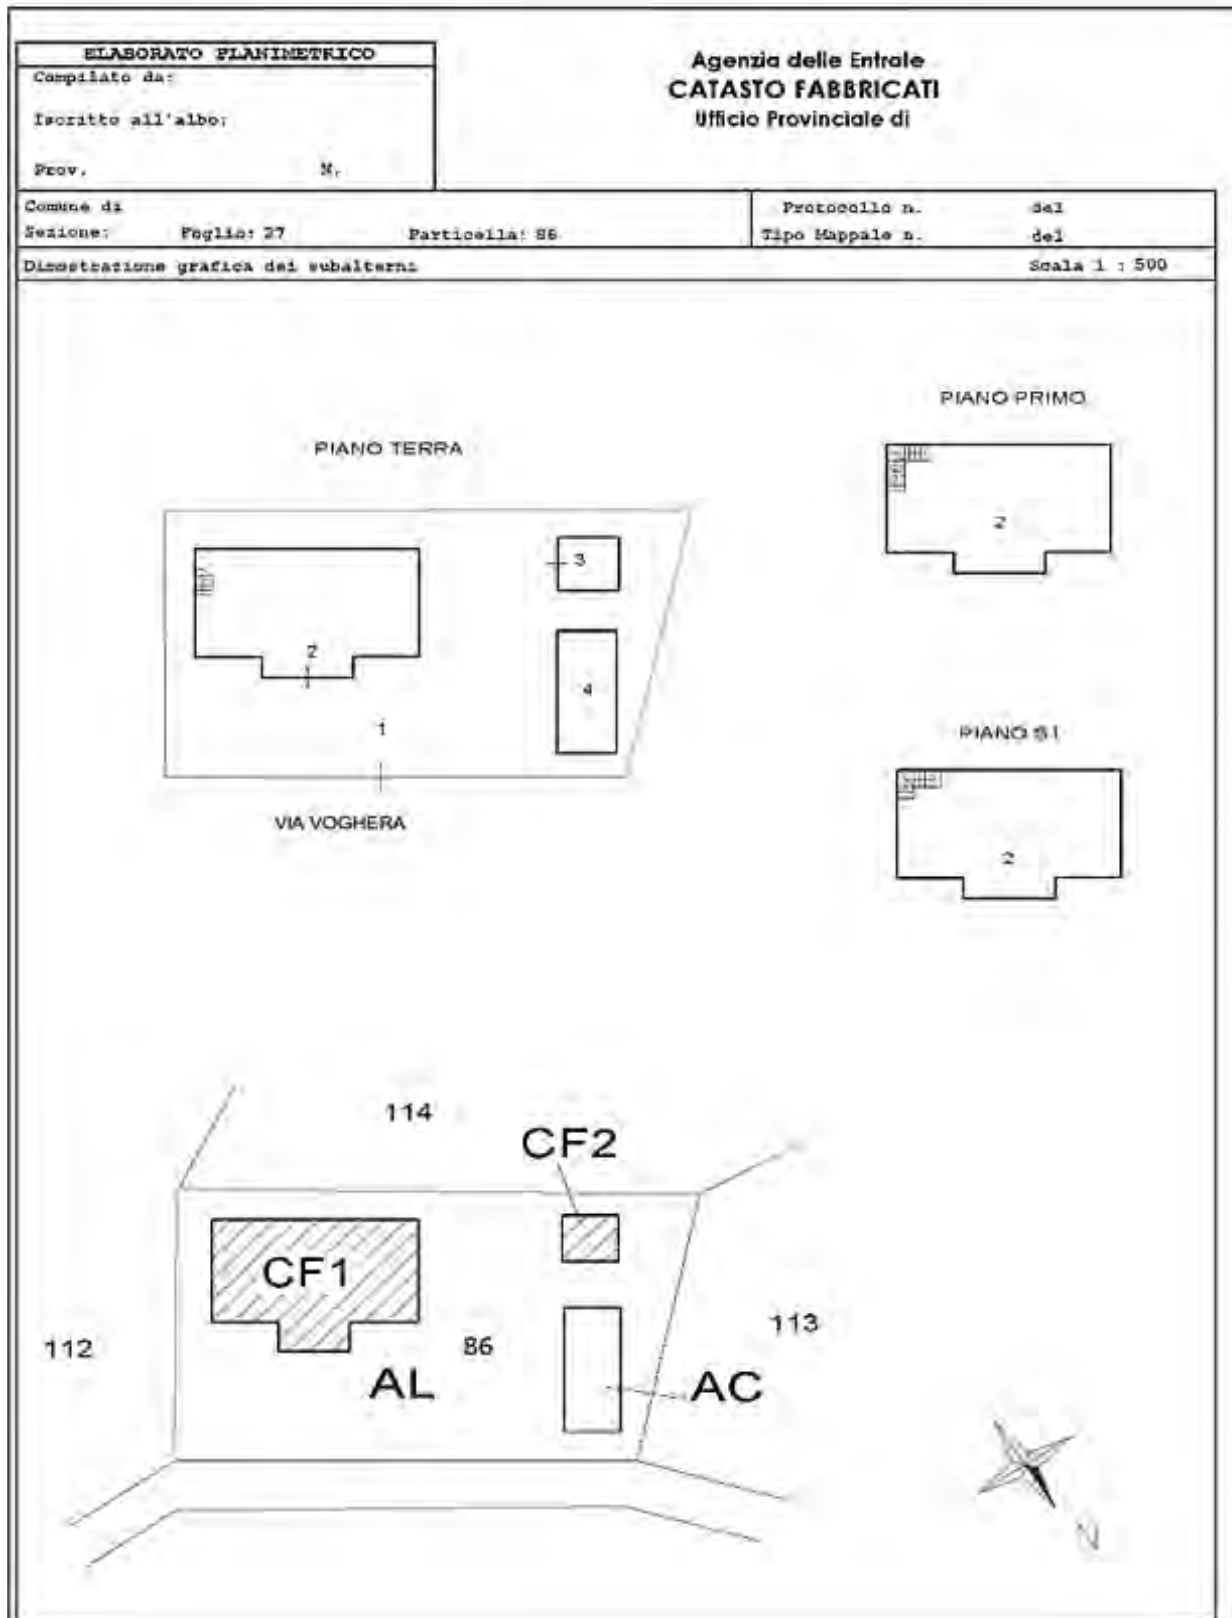 ELABORATO PLANIMETRICO
Compilato da:
Iscritto all'albo:
Prov. N.
Agenzia delle Entrate
CATASTO FABBRICATI
Ufficio Provinciale di
Comune di
Sezione: Foglio: 27 Particella: 86
Protocollo n. del
Tipo Mappale n. del
Dimostrazione grafica dei subalterni Scala 1 : 500
PIANO PRIMO
2
PIANO TERRA
3
2
4
1
VIA VOGHERA
PIANO S1
2
114
CF2
CF1
113
112
86
AL
AC
N